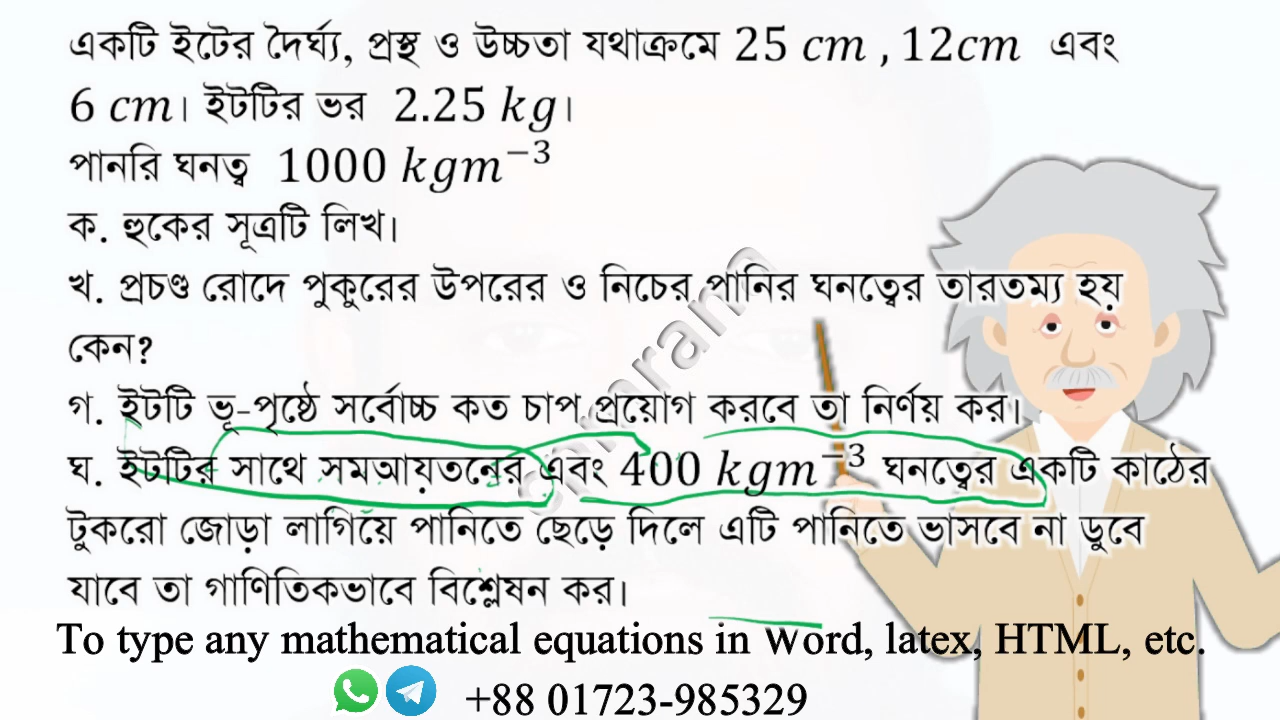 একটি ইটের দৈর্ঘ্য, প্রস্থ ও উচ্চতা যথাক্রমে 25 cm , 12cm এবং
6 cm। ইটটির ভর 2.25 kg।
পানরি ঘনত্ব 1000 kgm⁻³
ক. হুকের সূত্রটি লিখ।
খ. প্রচণ্ড রোদে পুকুরের উপরের ও নিচের পানির ঘনত্বের তারতম্য হয়
কেন?
গ. ইটটি ভূ-পৃষ্ঠে সর্বোচ্চ কত চাপ প্রয়োগ করবে তা নির্ণয় কর।
ঘ. ইটটির সাথে সমআয়তনের এবং 400 kgm⁻³ ঘনত্বের একটি কাঠের
টুকরো জোড়া লাগিয়ে পানিতে ছেড়ে দিলে এটি পানিতে ভাসবে না ডুবে
যাবে তা গাণিতিকভাবে বিশ্লেষন কর।
To type any mathematical equations in Word, latex, HTML, etc.
+88 01723-985329